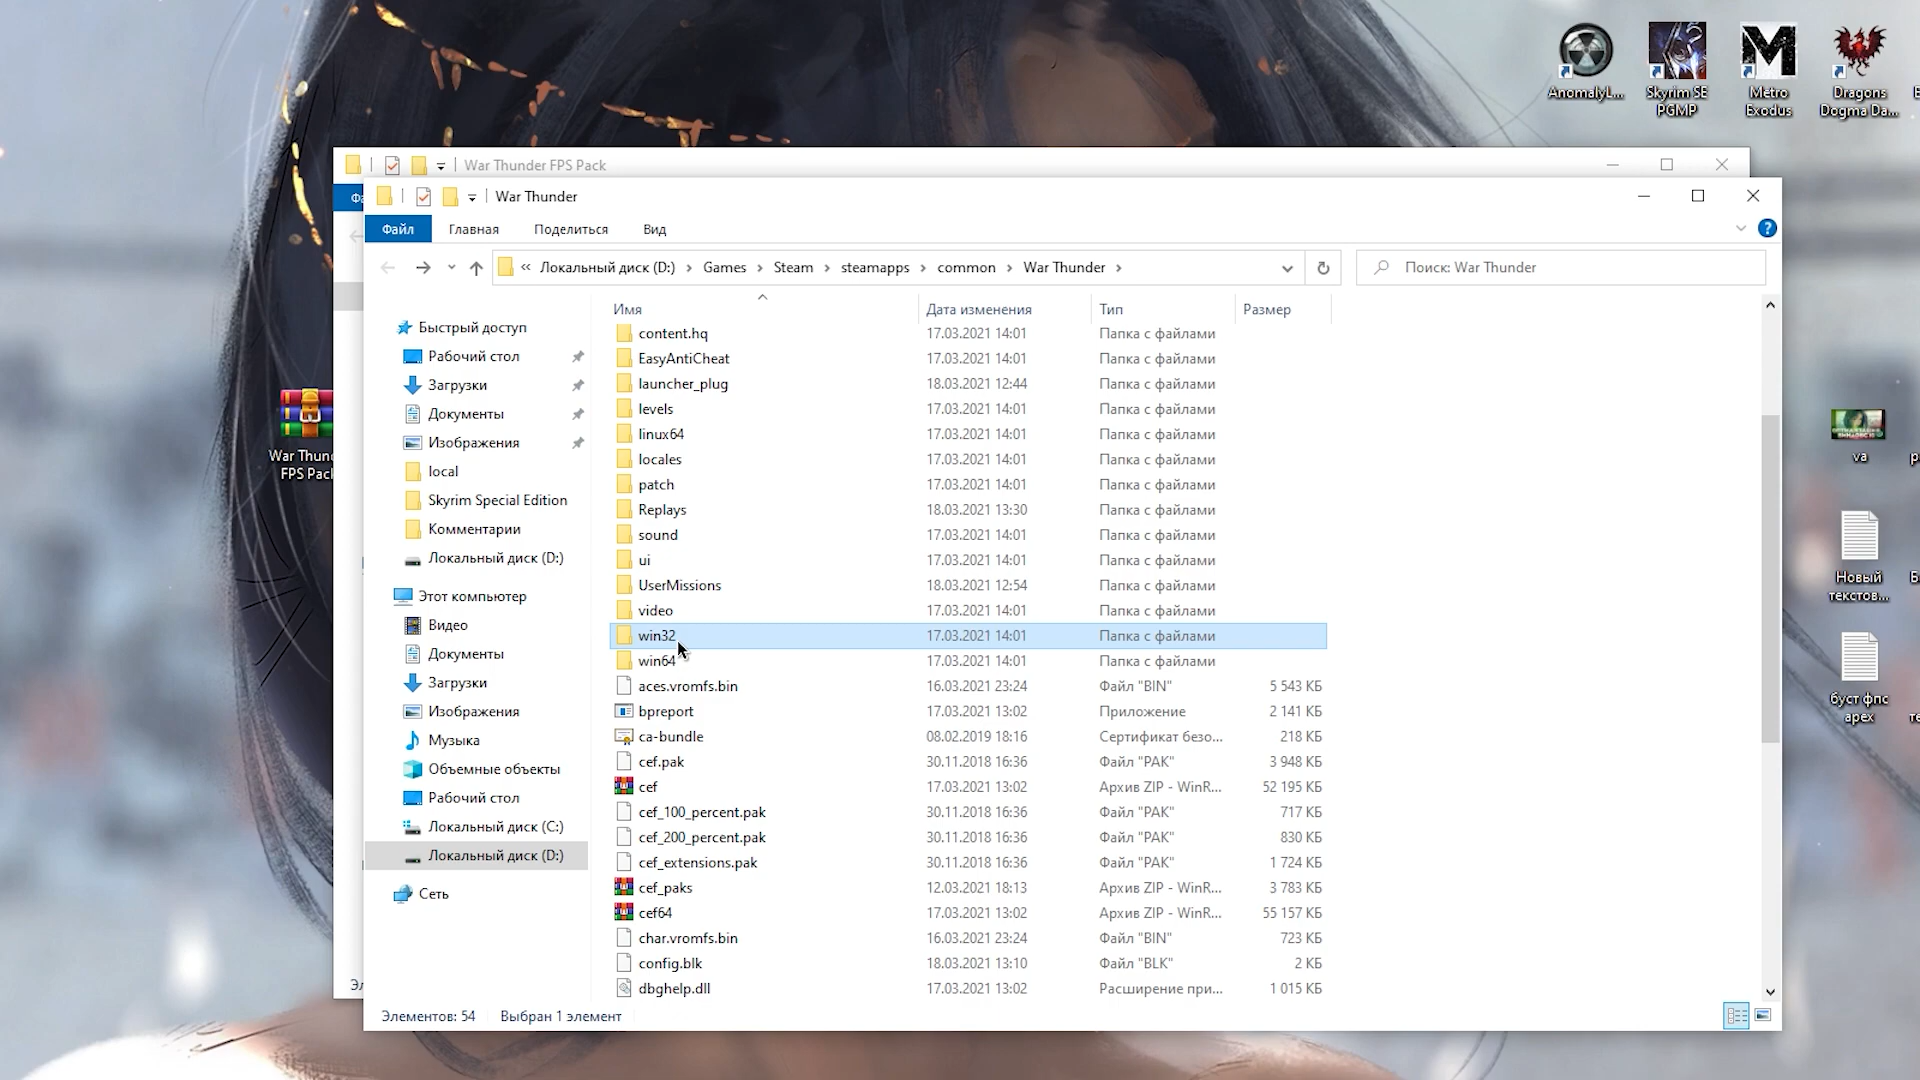 AnomalyL...
Skyrim SE
PGMP
Metro
Exodus
Dragons
Dogma Da...
War Thunder FPS Pack
War Thunder
Файл
Главная
Поделиться
Вид
« Локальный диск (D:) › Games › Steam › steamapps › common › War Thunder ›
Поиск: War Thunder
Имя
Дата изменения
Тип
Размер
Быстрый доступ
Рабочий стол
Загрузки
Документы
Изображения
local
Skyrim Special Edition
Комментарии
Локальный диск (D:)
Этот компьютер
Видео
Документы
Загрузки
Изображения
Музыка
Объемные объекты
Рабочий стол
Локальный диск (C:)
Локальный диск (D:)
Сеть
content.hq 17.03.2021 14:01 Папка с файлами
EasyAntiCheat 17.03.2021 14:01 Папка с файлами
launcher_plug 18.03.2021 12:44 Папка с файлами
levels 17.03.2021 14:01 Папка с файлами
linux64 17.03.2021 14:01 Папка с файлами
locales 17.03.2021 14:01 Папка с файлами
patch 17.03.2021 14:01 Папка с файлами
Replays 18.03.2021 13:30 Папка с файлами
sound 17.03.2021 14:01 Папка с файлами
ui 17.03.2021 14:01 Папка с файлами
UserMissions 18.03.2021 12:54 Папка с файлами
video 17.03.2021 14:01 Папка с файлами
win32 17.03.2021 14:01 Папка с файлами
win64 17.03.2021 14:01 Папка с файлами
aces.vromfs.bin 16.03.2021 23:24 Файл "BIN" 5 543 КБ
bpreport 17.03.2021 13:02 Приложение 2 141 КБ
ca-bundle 08.02.2019 18:16 Сертификат безо... 218 КБ
cef.pak 30.11.2018 16:36 Файл "PAK" 3 948 КБ
cef 17.03.2021 13:02 Архив ZIP - WinR... 52 195 КБ
cef_100_percent.pak 30.11.2018 16:36 Файл "PAK" 717 КБ
cef_200_percent.pak 30.11.2018 16:36 Файл "PAK" 830 КБ
cef_extensions.pak 30.11.2018 16:36 Файл "PAK" 1 724 КБ
cef_paks 12.03.2021 18:13 Архив ZIP - WinR... 3 783 КБ
cef64 17.03.2021 13:02 Архив ZIP - WinR... 55 157 КБ
char.vromfs.bin 16.03.2021 23:24 Файл "BIN" 723 КБ
config.blk 18.03.2021 13:10 Файл "BLK" 2 КБ
dbghelp.dll 17.03.2021 13:02 Расширение при... 1 015 КБ
Элементов: 54
Выбран 1 элемент
War Thun
FPS Pac
va
Новый
текстов...
буст фпс
apex